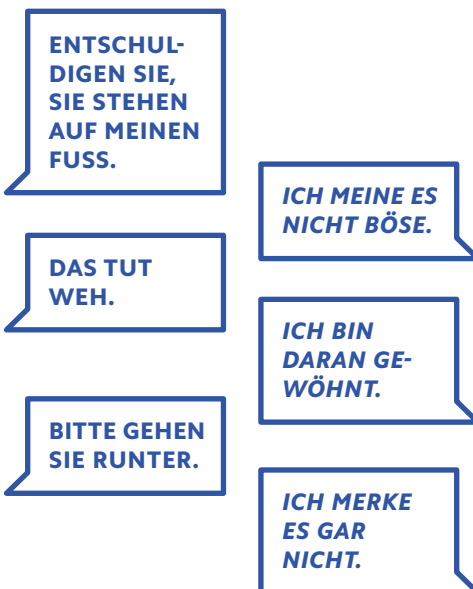 ENTSCHUL-
DIGEN SIE,
SIE STEHEN
AUF MEINEN
FUSS.
ICH MEINE ES
NICHT BÖSE.
DAS TUT
WEH.
ICH BIN
DARAN GE-
WÖHNT.
BITTE GEHEN
SIE RUNTER.
ICH MERKE
ES GAR
NICHT.